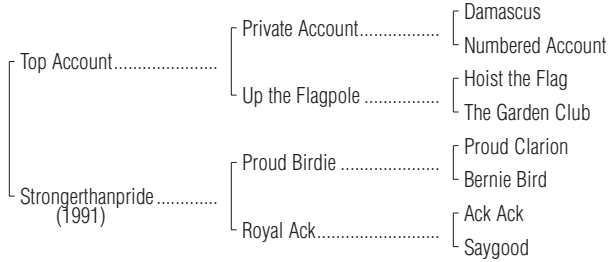 Damascus
Private Account..................
Numbered Account
Top Account.......................
Hoist the Flag
Up the Flagpole .................
The Garden Club
Proud Clarion
Proud Birdie ......................
Bernie Bird
Strongerthanpride .............
(1991)
Ack Ack
Royal Ack...........................
Saygood